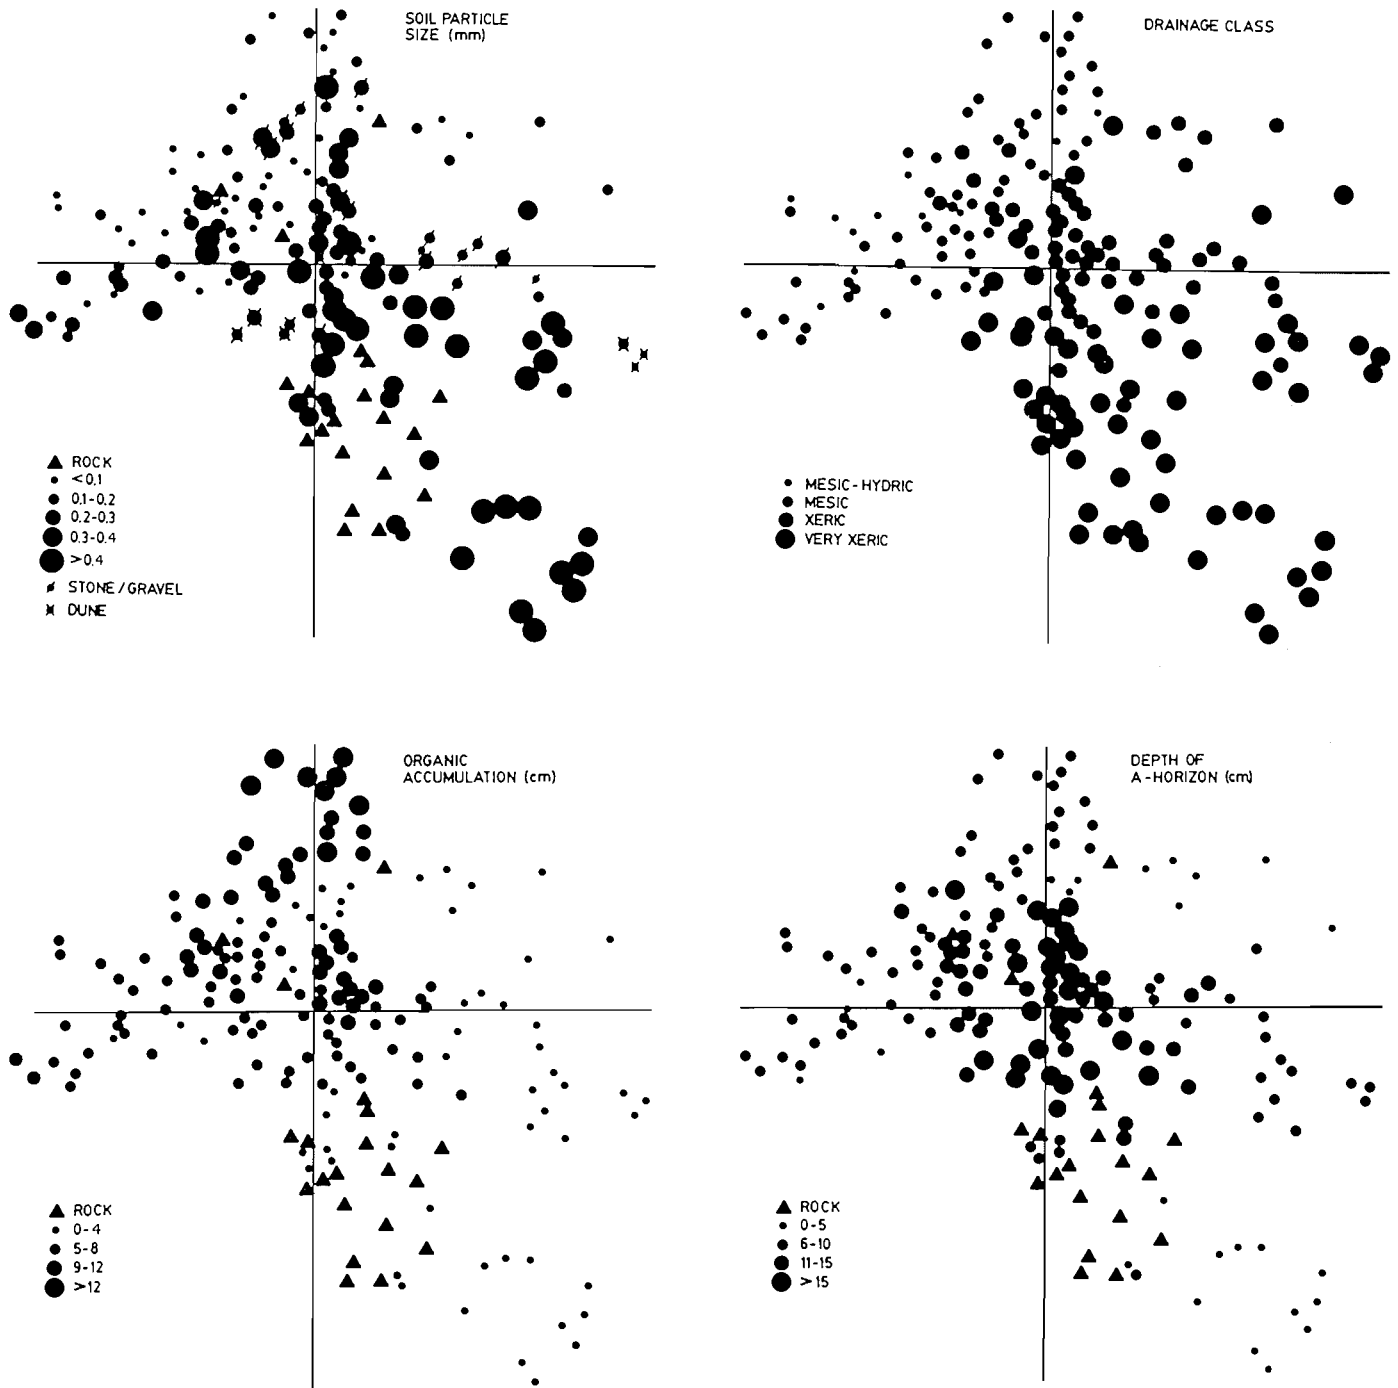 SOIL PARTICLE
SIZE (mm)
ROCK
<0.1
0.1-0.2
0.2-0.3
0.3-0.4
>0.4
STONE/GRAVEL
DUNE
DRAINAGE CLASS
MESIC-HYDRIC
MESIC
XERIC
VERY XERIC
ORGANIC
ACCUMULATION (cm)
ROCK
0-4
5-8
9-12
>12
DEPTH OF
A-HORIZON (cm)
ROCK
0-5
6-10
11-15
>15